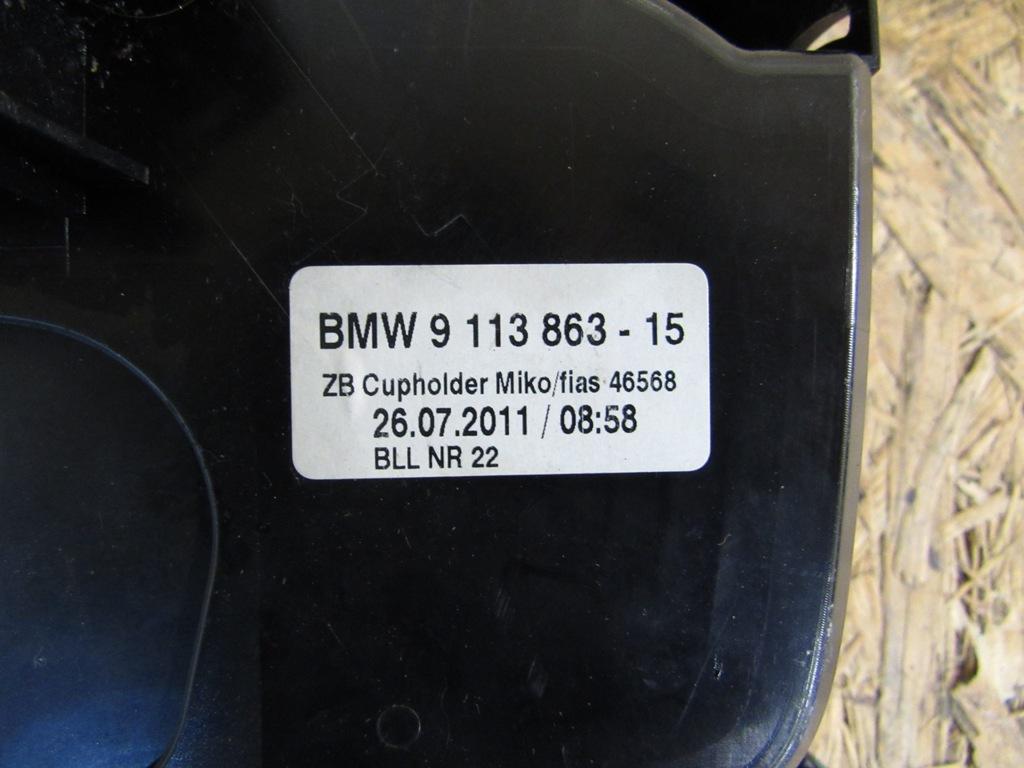 BMW 9 113 863 - 15
ZB Cupholder Miko/fias 46568
26.07.2011 / 08:58
BLL NR 22